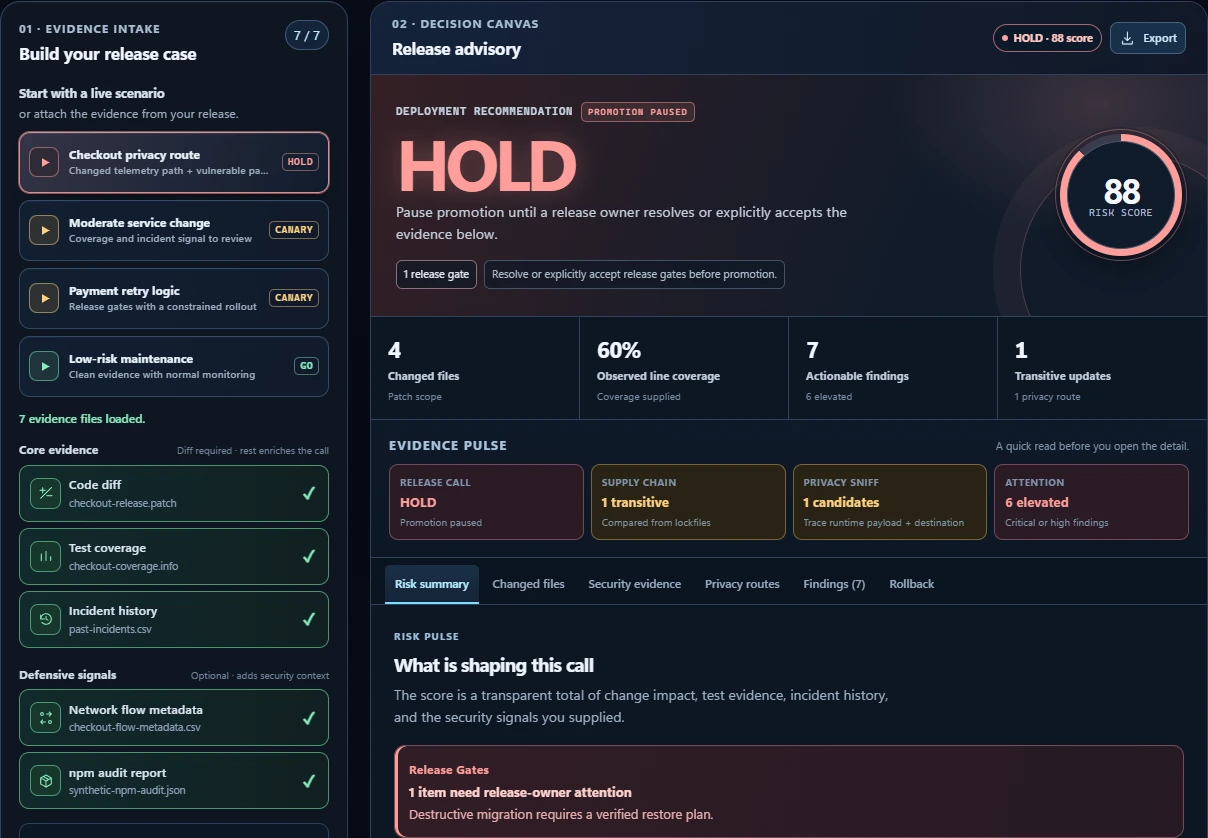 01 · EVIDENCE INTAKE
Build your release case
7 / 7
Start with a live scenario
or attach the evidence from your release.
Checkout privacy route
Changed telemetry path + vulnerable pa...
HOLD
Moderate service change
Coverage and incident signal to review
CANARY
Payment retry logic
Release gates with a constrained rollout
CANARY
Low-risk maintenance
Clean evidence with normal monitoring
GO
7 evidence files loaded.
Core evidence
Diff required · rest enriches the call
Code diff
checkout-release.patch
Test coverage
checkout-coverage.info
Incident history
past-incidents.csv
Defensive signals
Optional · adds security context
Network flow metadata
checkout-flow-metadata.csv
npm audit report
synthetic-npm-audit.json
02 · DECISION CANVAS
Release advisory
HOLD · 88 score
Export
DEPLOYMENT RECOMMENDATION
PROMOTION PAUSED
HOLD
Pause promotion until a release owner resolves or explicitly accepts the
evidence below.
1 release gate
Resolve or explicitly accept release gates before promotion.
88
RISK SCORE
4
Changed files
Patch scope
60%
Observed line coverage
Coverage supplied
7
Actionable findings
6 elevated
1
Transitive updates
1 privacy route
EVIDENCE PULSE
A quick read before you open the detail.
RELEASE CALL
HOLD
Promotion paused
SUPPLY CHAIN
1 transitive
Compared from lockfiles
PRIVACY SNIFF
1 candidates
Trace runtime payload + destination
ATTENTION
6 elevated
Critical or high findings
Risk summary
Changed files
Security evidence
Privacy routes
Findings (7)
Rollback
RISK PULSE
What is shaping this call
The score is a transparent total of change impact, test evidence, incident history,
and the security signals you supplied.
Release Gates
1 item need release-owner attention
Destructive migration requires a verified restore plan.